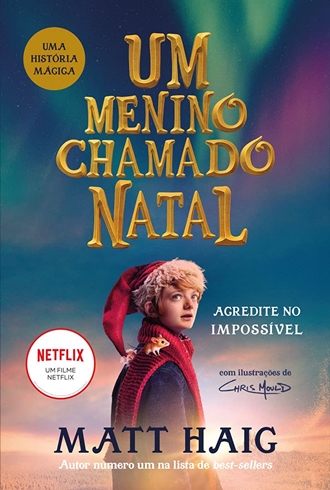 UMA
HISTÓRIA
MÁGICA
UM
MENINO
CHAMADO
NATAL
AGREDITE NO
IMPOSSÍVEL
NETFLIX
UM FILME
NETFLIX
com ilustrações de
CHRIS MOULD
MATT HAIG
Autor número um na lista de best-sellers